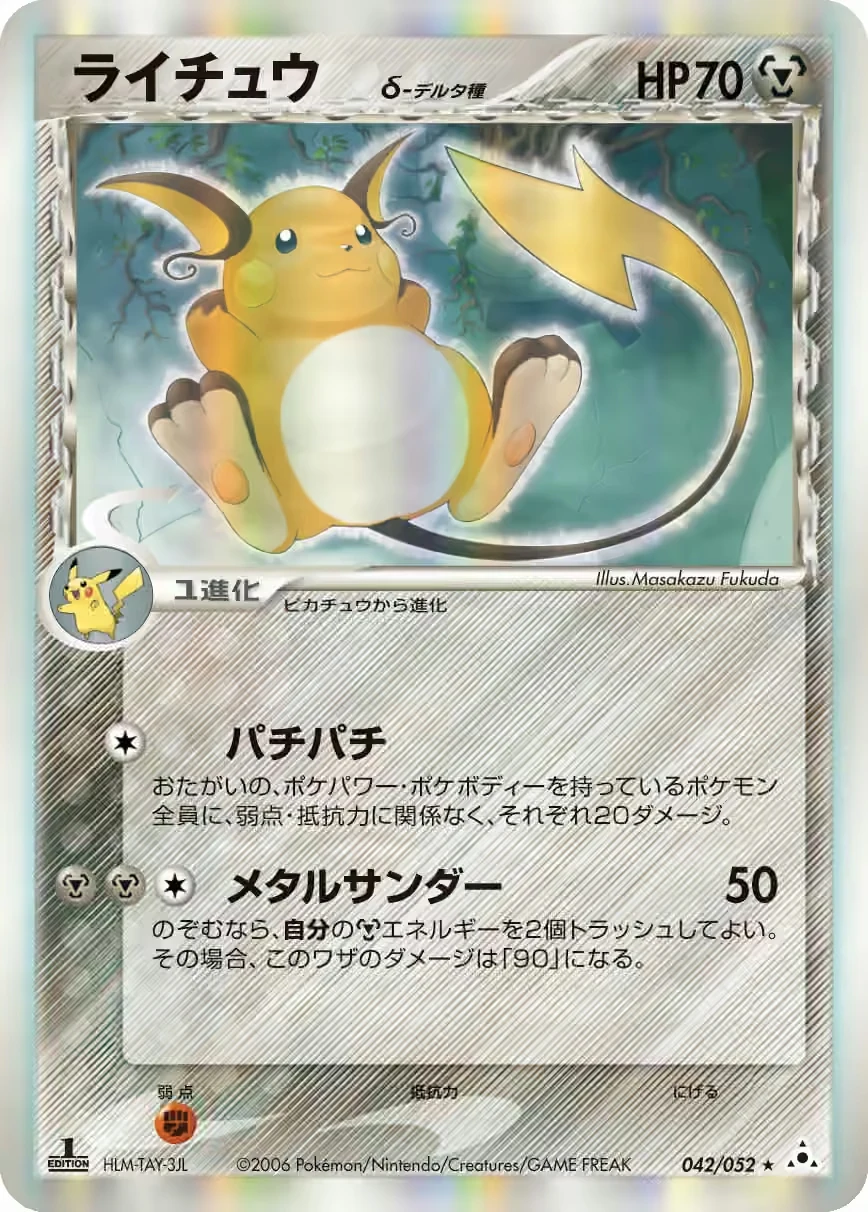 ライチュウ δ-デルタ種 HP70
Illus. Masakazu Fukuda
1進化 ピカチュウから進化
パチパチ
おたがいの、ポケパワー・ポケボディーを持っているポケモン
全員に、弱点・抵抗力に関係なく、それぞれ20ダメージ。
メタルサンダー 50
のぞむなら、自分のエネルギーを2個トラッシュしてよい。
その場合、このワザのダメージは「90」になる。
弱点 抵抗力 にげる
1 EDITION HLM-TAY-3JL ©2006 Pokémon/Nintendo/Creatures/GAME FREAK 042/052 ★